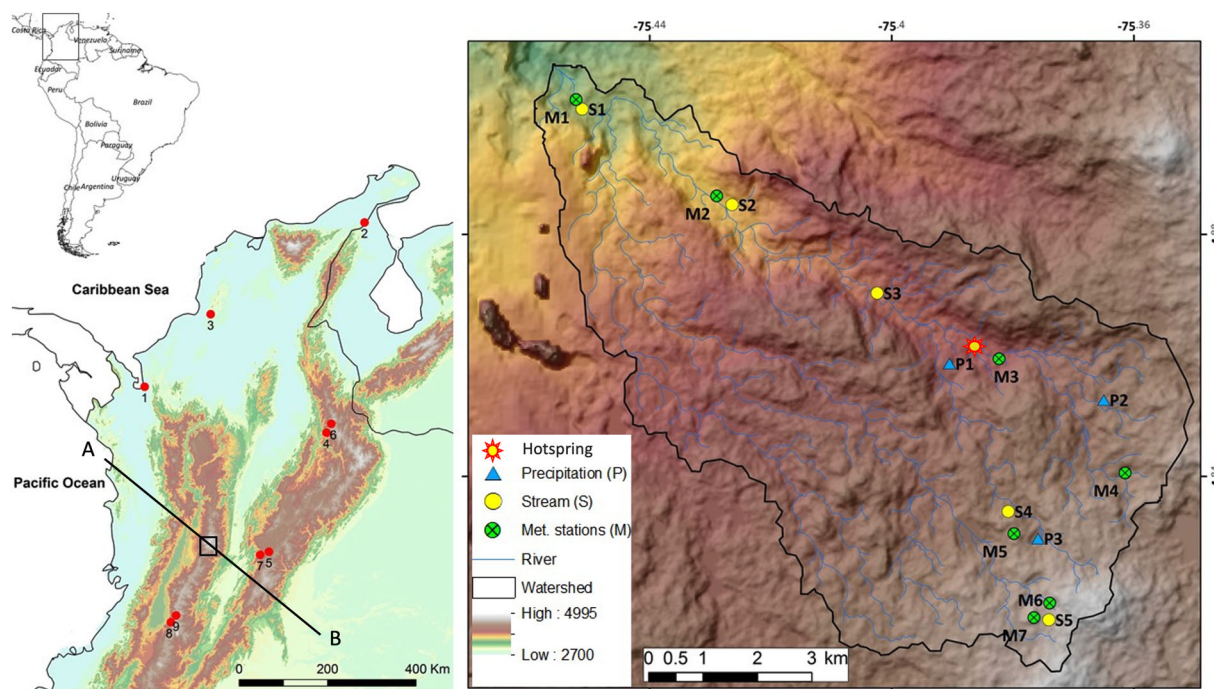 Costa Rica
Venezuela
Suriname
Ecuador
Peru
Brazil
Bolivia
Paraguay
Uruguay
Chile
Argentina
Caribbean Sea
Pacific Ocean
1
2
3
4
6
7
5
8
9
A
B
0 200 400 Km
-75.44 -75.4 -75.36
M1
S1
M2
S2
S3
P1
M3
P2
M4
S4
M5
P3
M6
M7
S5
Hotspring
Precipitation (P)
Stream (S)
Met. stations (M)
River
Watershed
High : 4995
Low : 2700
0 0.5 1 2 3 km